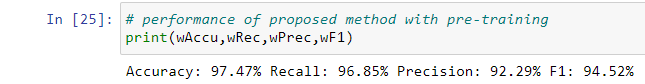 In [25]: # performance of proposed method with pre-training
print(wAccu,wRec,wPrec,wF1)
Accuracy: 97.47% Recall: 96.85% Precision: 92.29% F1: 94.52%